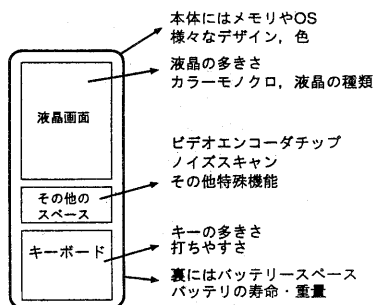 本体にはメモリやOS
様々なデザイン，色
液晶の多きさ
カラーモノクロ，液晶の種類
液晶画面
ビデオエンコーダチップ
ノイズスキャン
その他特殊機能
その他の
スペース
キーの多きさ
打ちやすさ
キーボード
裏にはバッテリースペース
バッテリの寿命・重量